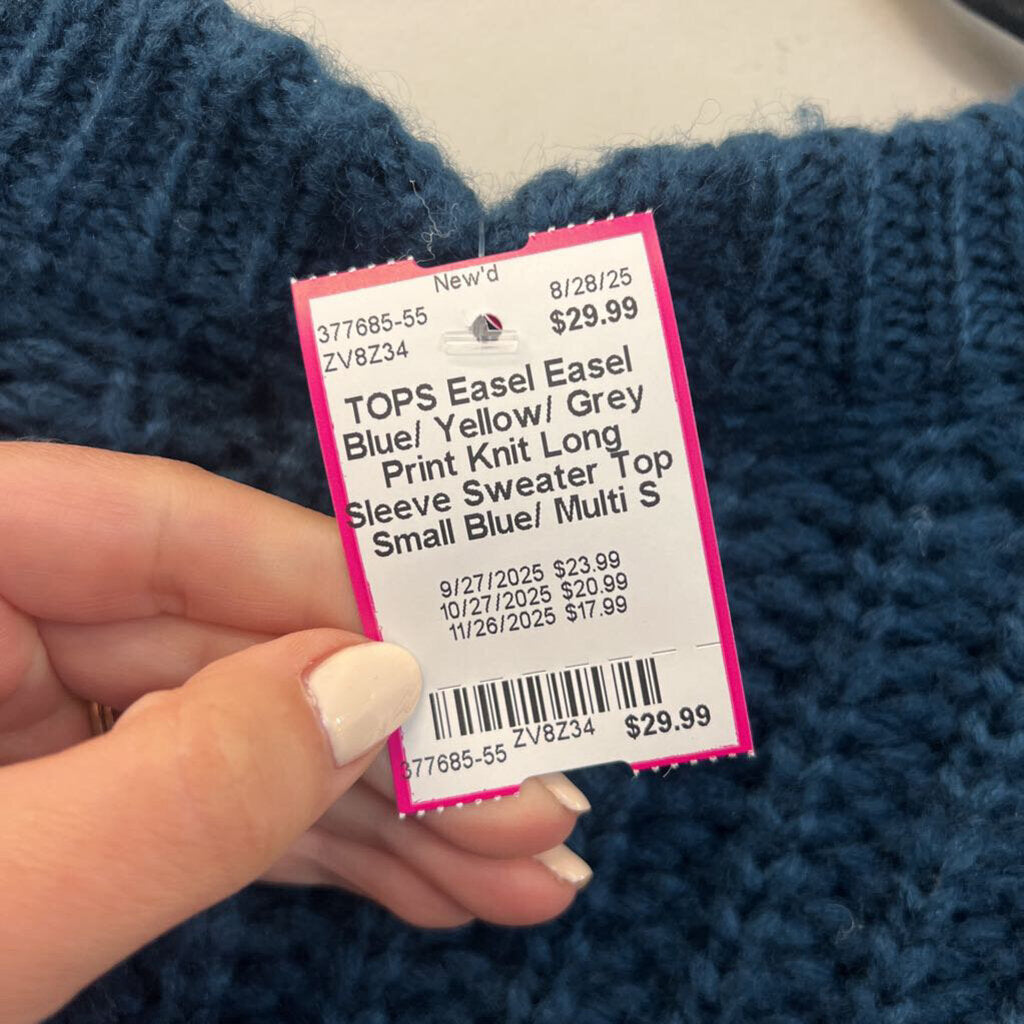 New'd
377685-55 8/28/25
ZV8Z34 $29.99
TOPS Easel Easel
Blue/ Yellow/ Grey
Print Knit Long
Sleeve Sweater Top
Small Blue/ Multi S
9/27/2025 $23.99
10/27/2025 $20.99
11/26/2025 $17.99
377685-55 ZV8Z34 $29.99